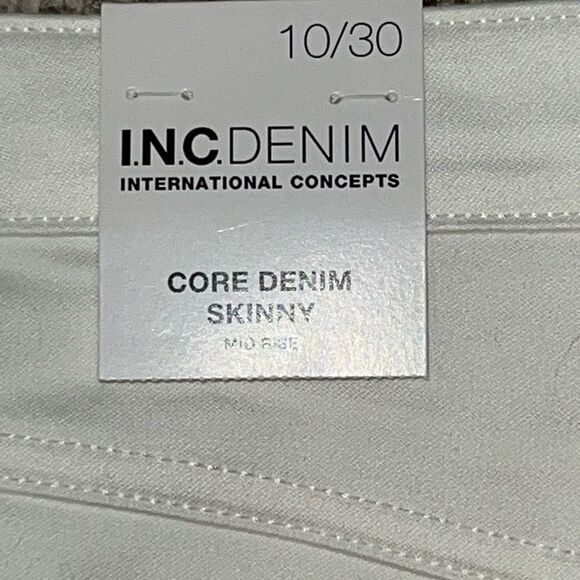 10/30
I.N.C.DENIM
INTERNATIONAL CONCEPTS
CORE DENIM
SKINNY
MID RISE